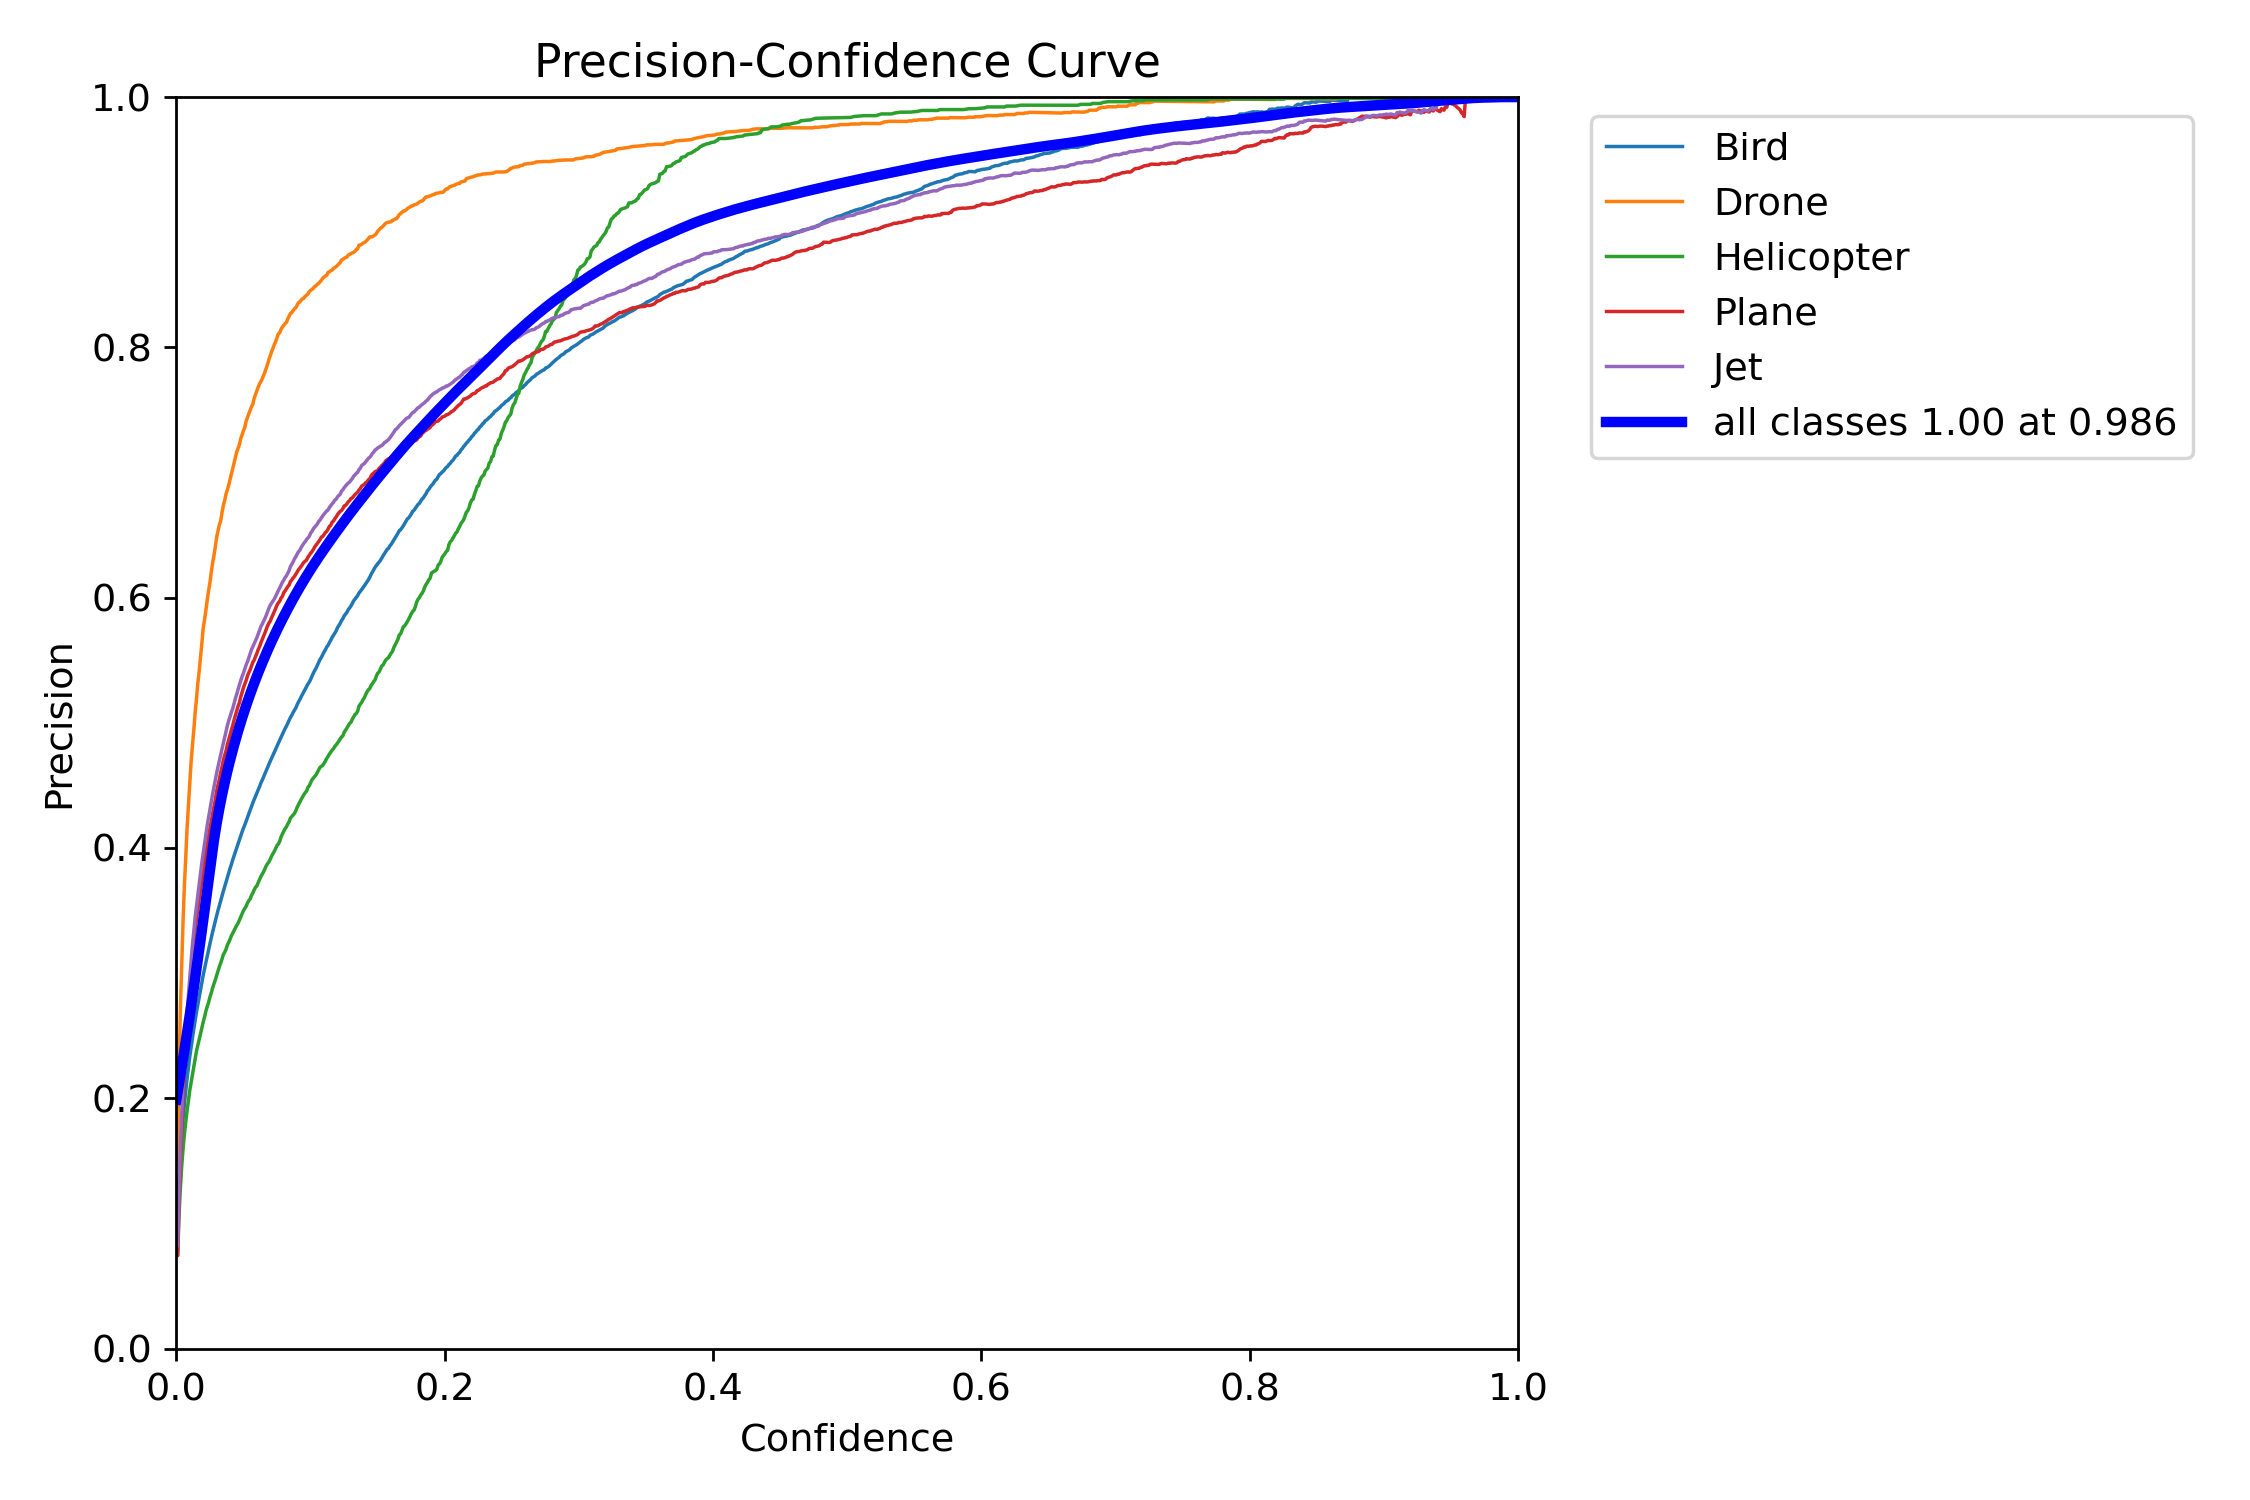 Precision-Confidence Curve
1.0
0.8
0.6
0.4
0.2
0.0
Precision
0.0 0.2 0.4 0.6 0.8 1.0
Confidence
Bird
Drone
Helicopter
Plane
Jet
all classes 1.00 at 0.986